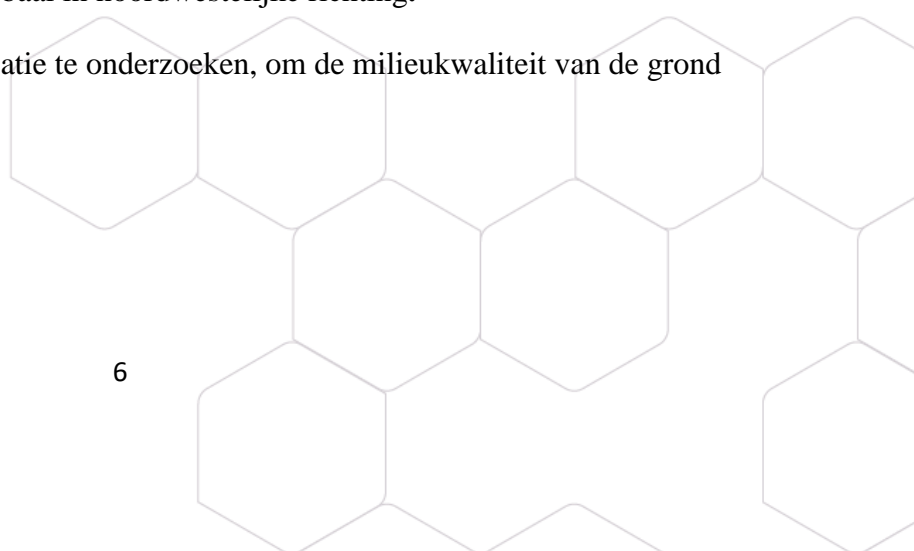 atie te onderzoeken, om de milieukwaliteit van de grond
6